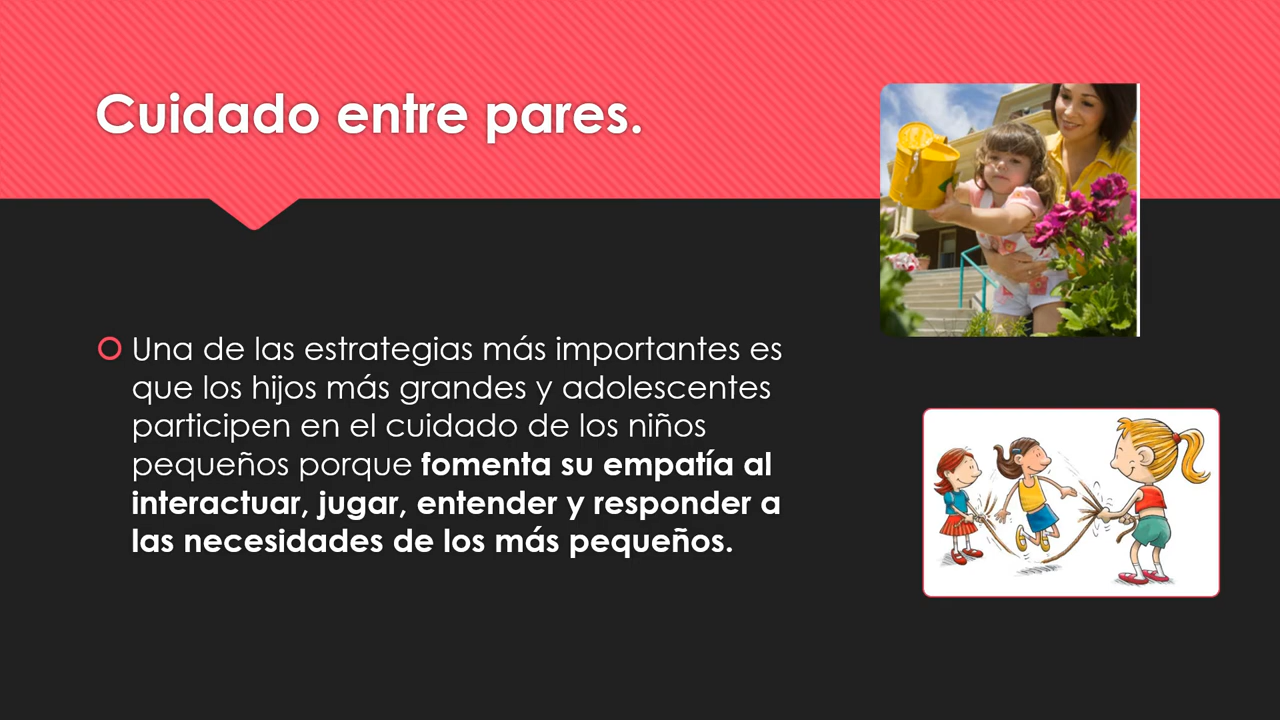 Cuidado entre pares.
Una de las estrategias más importantes es
que los hijos más grandes y adolescentes
participen en el cuidado de los niños
pequeños porque fomenta su empatía al
interactuar, jugar, entender y responder a
las necesidades de los más pequeños.